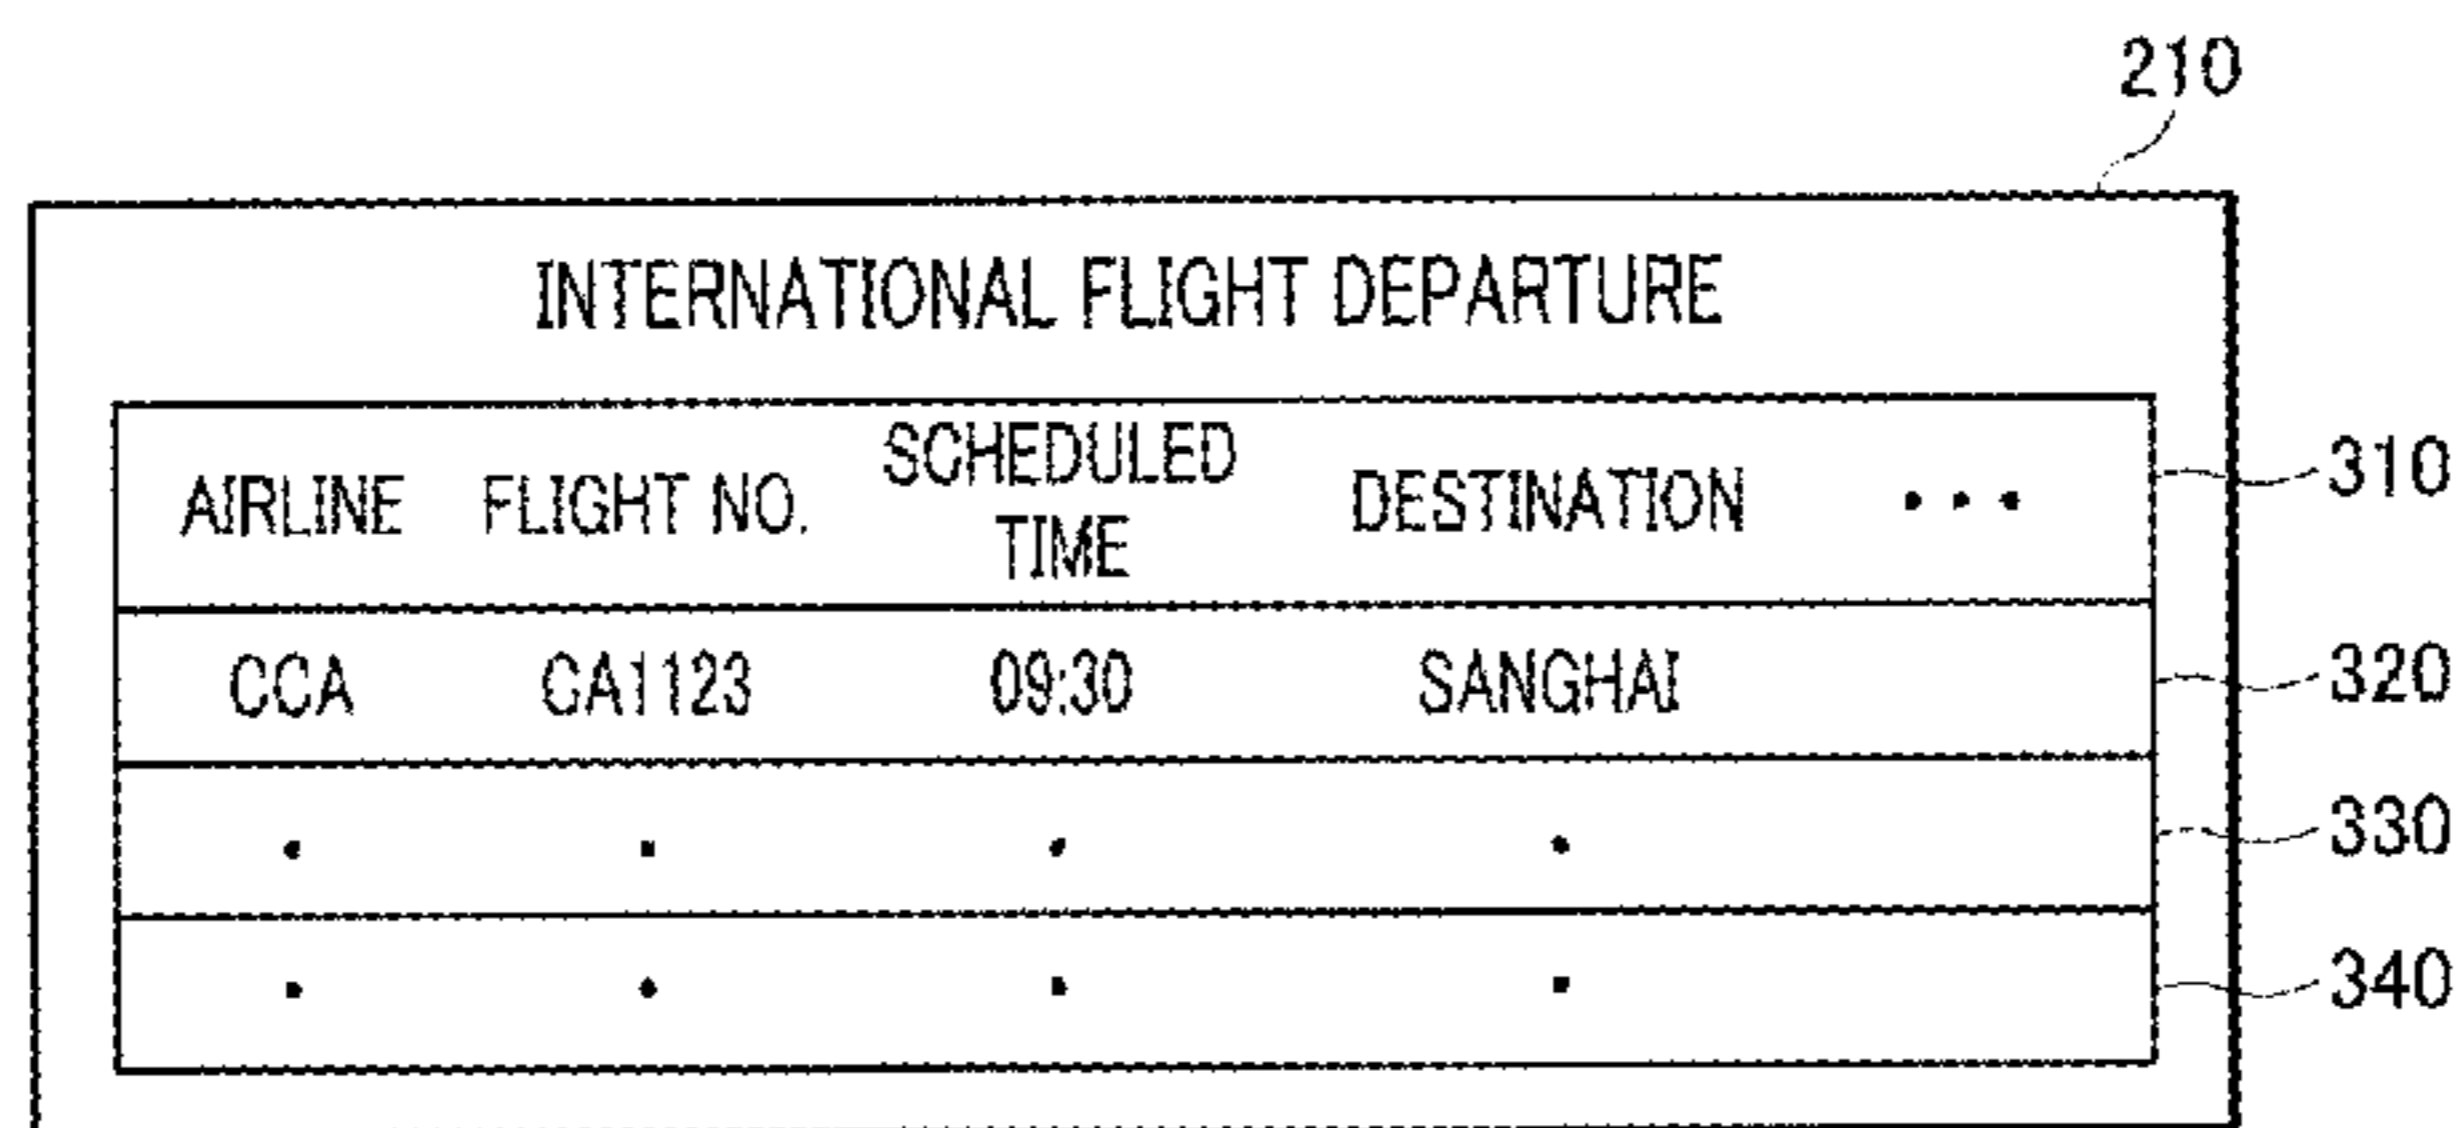 210
INTERNATIONAL FLIGHT DEPARTURE
AIRLINE FLIGHT NO. SCHEDULED TIME DESTINATION ••• 310
CCA CA1123 09:30 SANGHAI 320
• • • • 330
• • • • 340